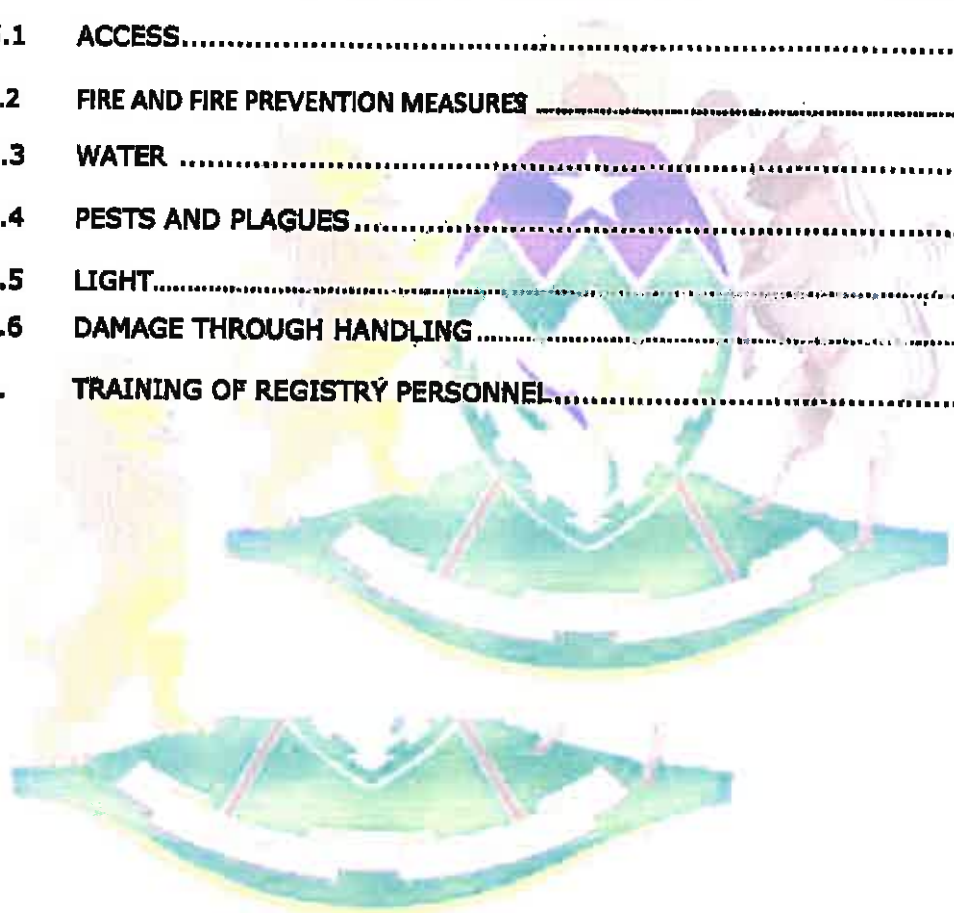 .1 ACCESS..........
.2 FIRE AND FIRE PREVENTION MEASURES ..........
.3 WATER ..........
.4 PESTS AND PLAGUES..........
.5 LIGHT..........
.6 DAMAGE THROUGH HANDLING..........
. TRAINING OF REGISTRY PERSONNEL..........